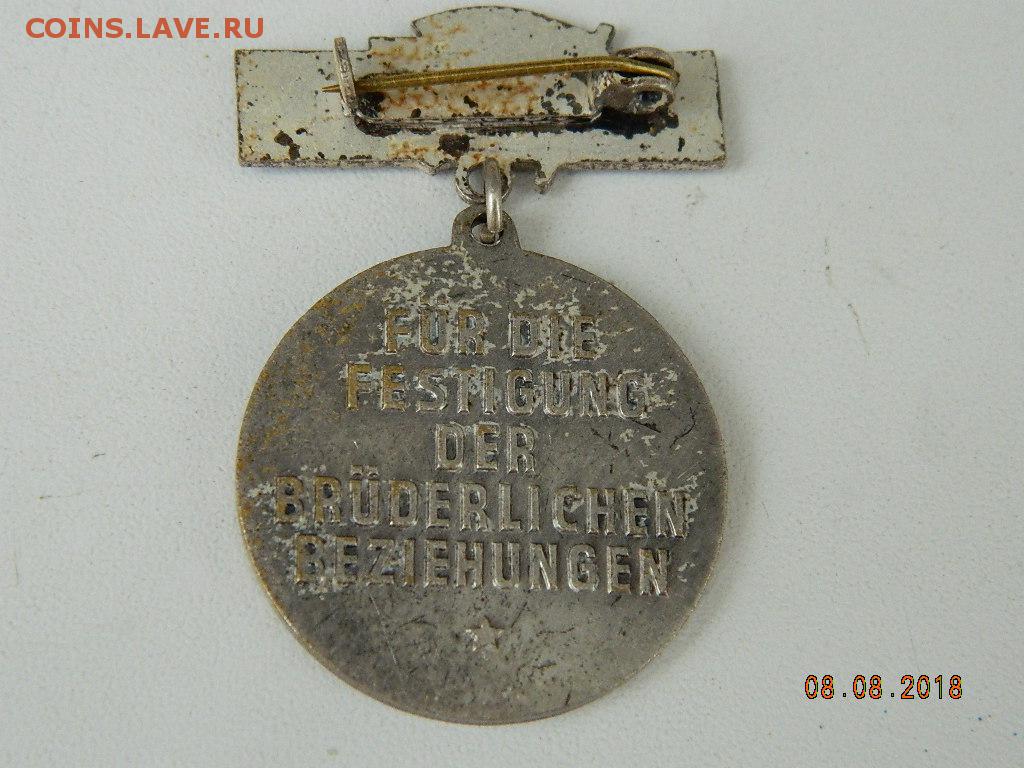 COINS.LAVE.RU
FÜR DIE
FESTIGUNG
DER
BRÜDERLICHEN
BEZIEHUNGEN
08.08.2018